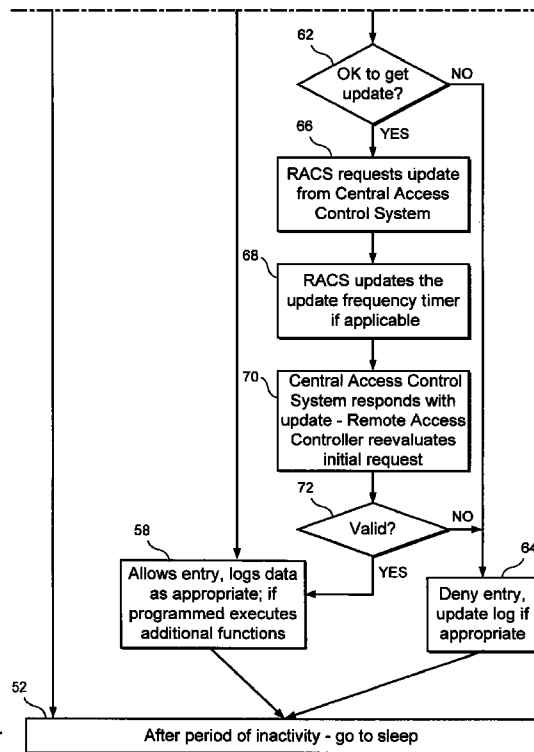 62
OK to get
update?
NO
YES
66
RACS requests update
from Central Access
Control System
68
RACS updates the
update frequency timer
if applicable
70
Central Access Control
System responds with
update - Remote Access
Controller reevaluates
initial request
72
Valid?
NO
YES
58
Allows entry, logs data
as appropriate; if
programmed executes
additional functions
64
Deny entry,
update log if
appropriate
52
After period of inactivity - go to sleep